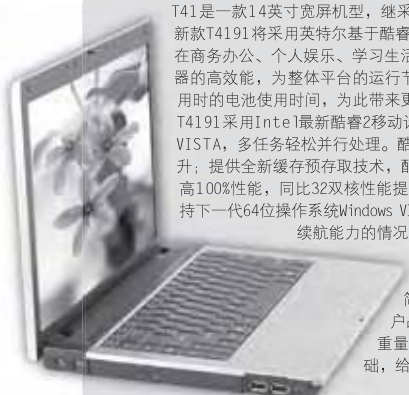 T41是一款14英寸宽屏机型，继采
新款T4191将采用英特尔基于酷睿
在商务办公、个人娱乐、学习生活
器的高效能，为整体平台的运行节
用时的电池使用时间，为此带来更
T4191采用Intel最新酷睿2移动计
VISTA，多任务轻松并行处理。酷
升；提供全新缓存预存取技术，酷
高100%性能，同比32双核性能提
持下一代64位操作系统Windows VI
续航能力的情况
简
户品
重量
础，给